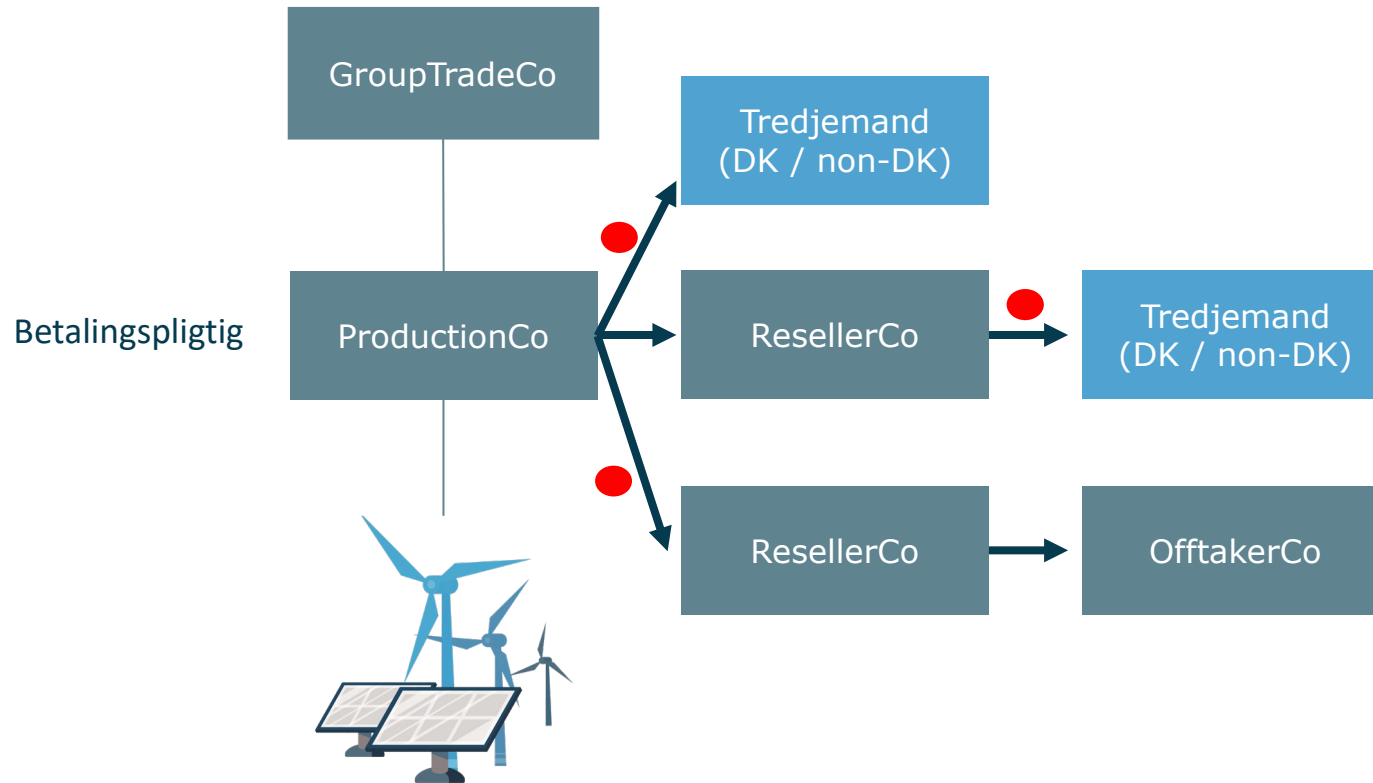 GroupTradeCo
Tredjemand
(DK / non-DK)
Betalingspligtig
ProductionCo
ResellerCo
Tredjemand
(DK / non-DK)
ResellerCo
OfftakerCo